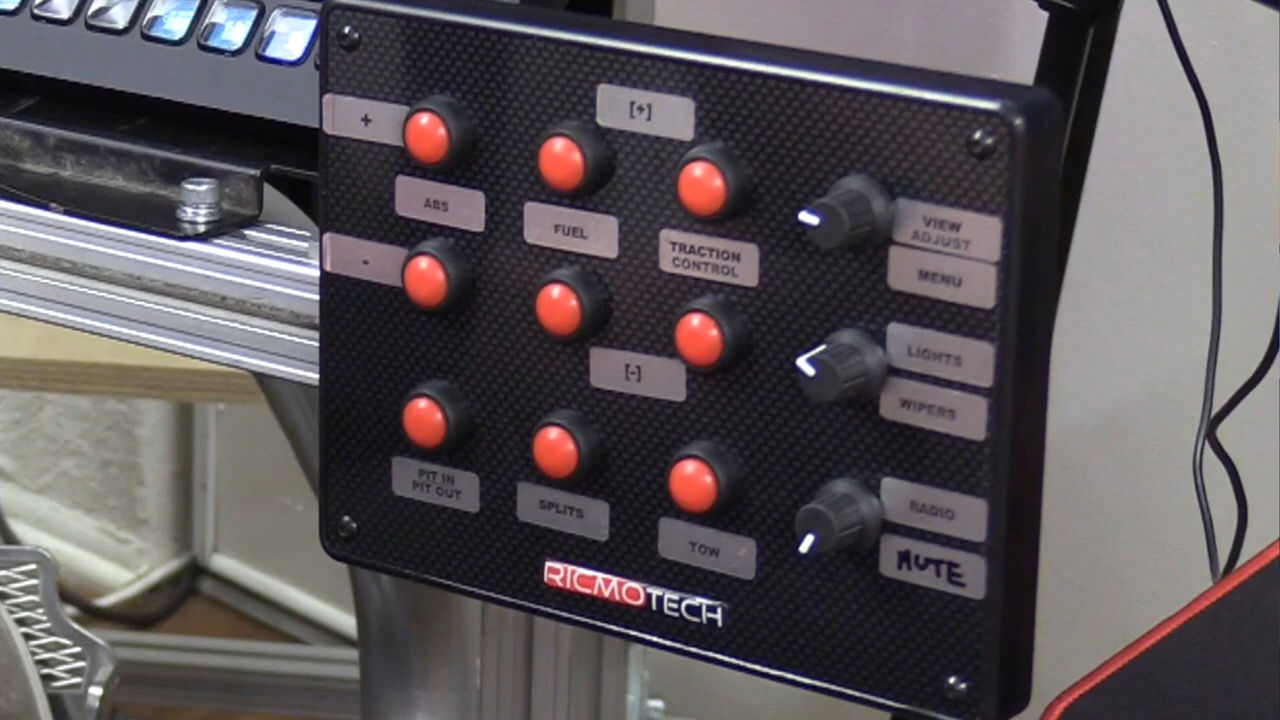 [+]
+
ABS
FUEL
TRACTION
CONTROL
VIEW
ADJUST
MENU
-
[-]
LIGHTS
WIPERS
PIT IN
PIT OUT
SPLITS
TOW
RADIO
MUTE
RICMOTECH